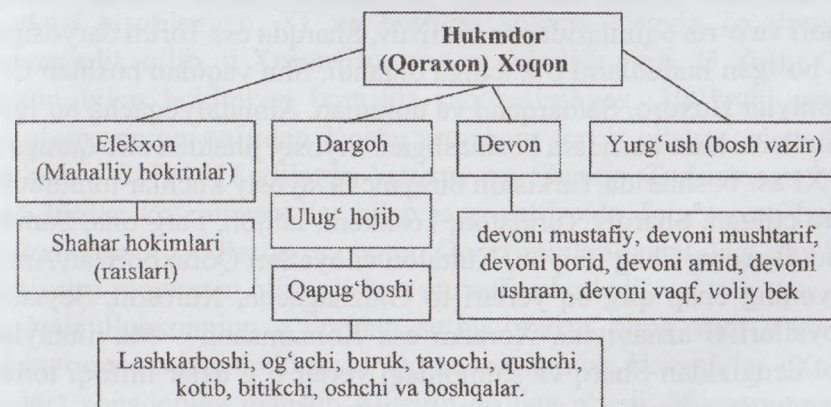 Hukmdor
(Qoraxon) Xoqon
Elekxon
(Mahalliy hokimlar)
Dargoh
Devon
Yurg‘ush (bosh vazir)
Shahar hokimlari
(raislari)
Ulug‘ hojib
Qapug‘boshi
devoni mustafiy, devoni mushtarif,
devoni borid, devoni amid, devoni
ashraf, devoni vaqf, voliy bek
Lashkarboshi, og‘achi, buruk, tavochi, qushchi,
kotib, bitikchi, oshchi va boshqalar.